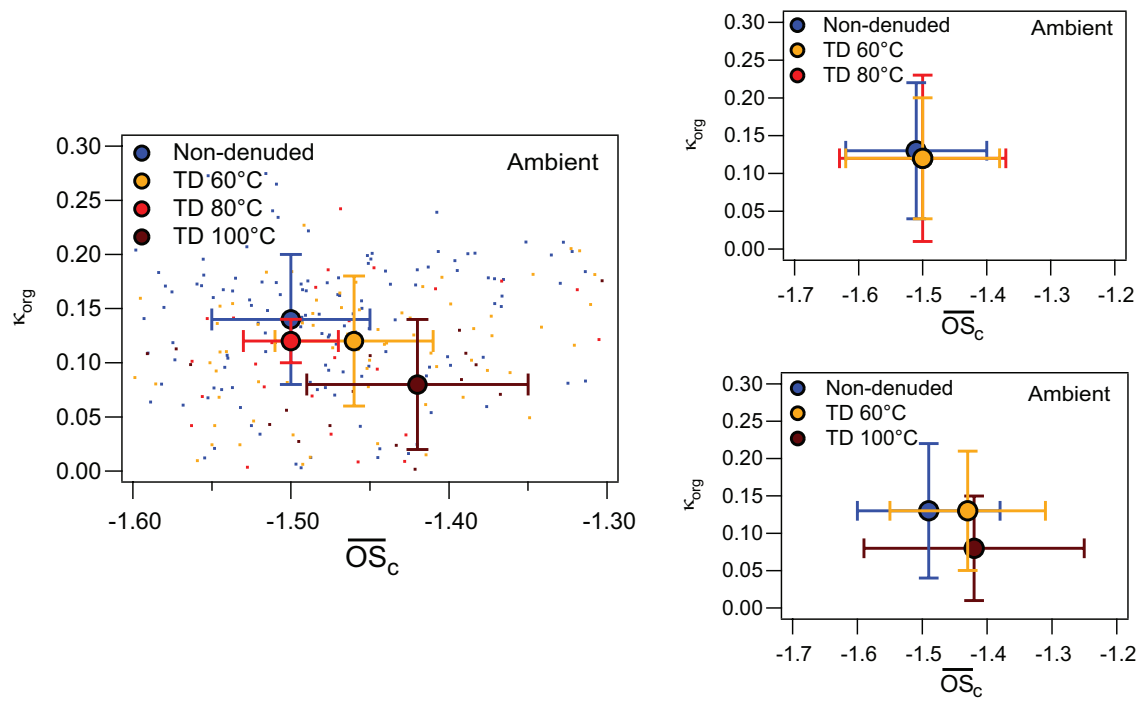 0.30
0.25
0.20
0.15
0.10
0.05
0.00
κorg
Non-denuded
TD 60°C
TD 80°C
TD 100°C
Ambient
-1.60
-1.50
-1.40
-1.30
OSc
0.30
0.20
0.15
0.10
0.05
0.00
κorg
Non-denuded
TD 60°C
TD 80°C
Ambient
-1.7
-1.6
-1.5
-1.4
-1.3
-1.2
OSc
0.30
0.20
0.15
0.10
0.05
0.00
κorg
Non-denuded
TD 60°C
TD 100°C
Ambient
-1.7
-1.6
-1.5
-1.4
-1.3
-1.2
OSc